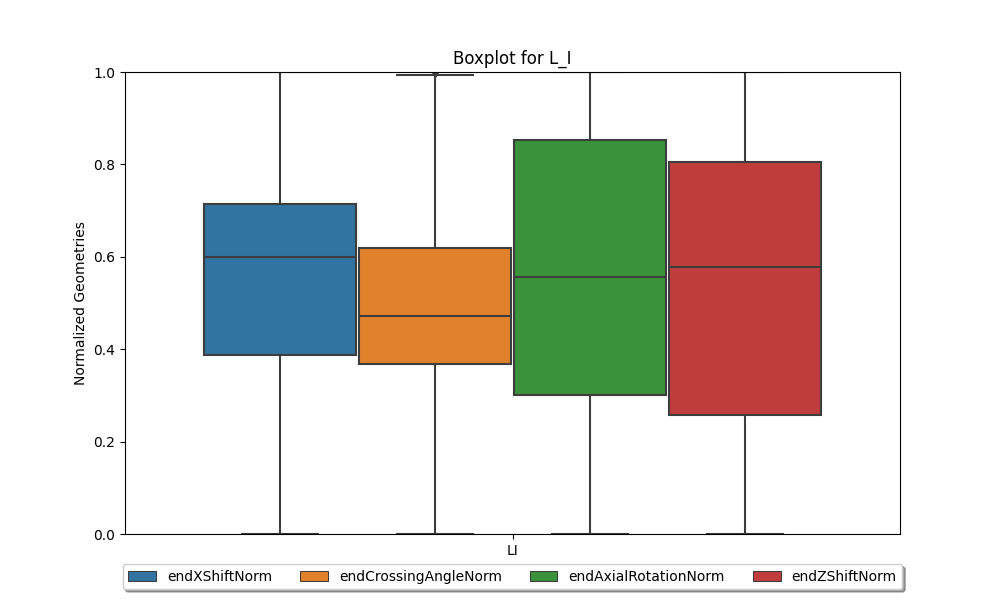 Boxplot for L_I
Normalized Geometries
1.0
0.8
0.6
0.4
0.2
0.0
LI
endXShiftNorm endCrossingAngleNorm endAxialRotationNorm endZShiftNorm